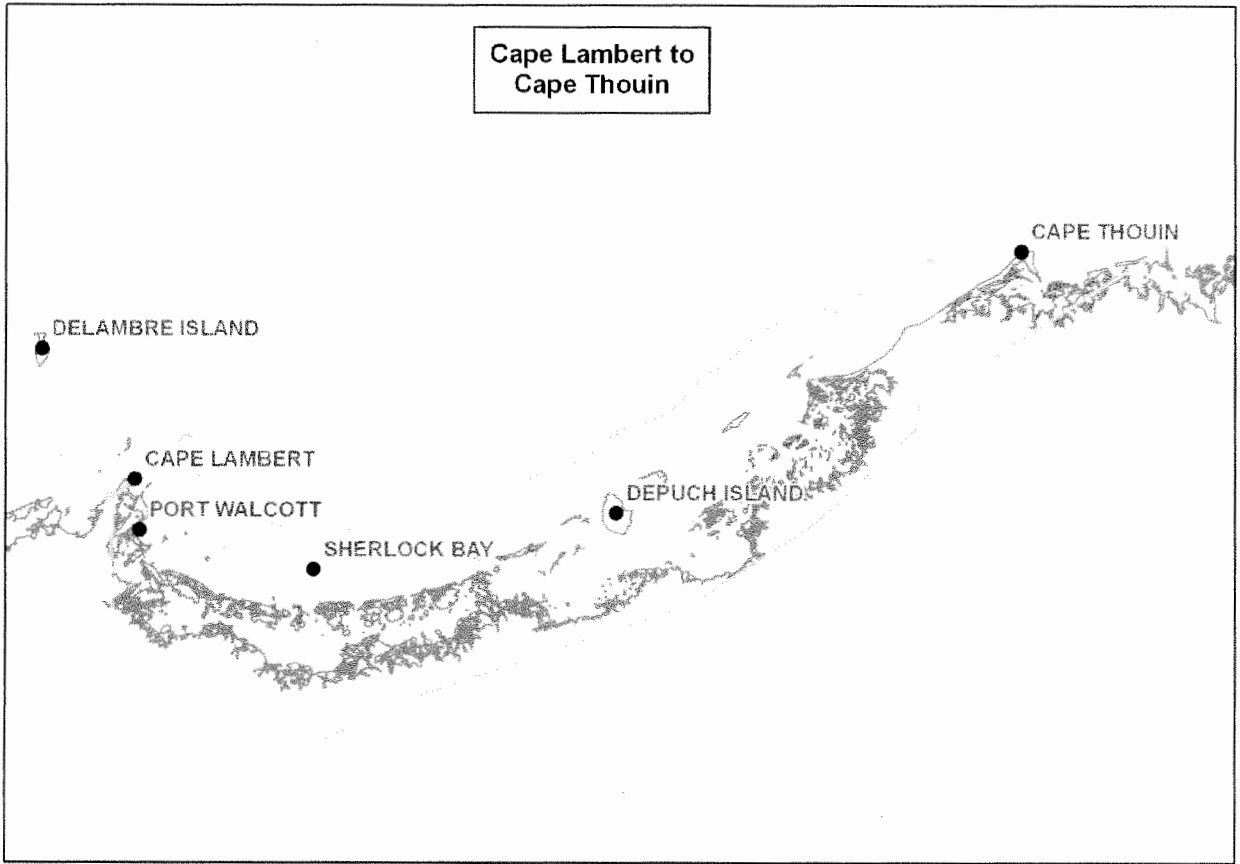 Cape Lambert to
Cape Thouin
CAPE THOUIN
DELAMBRE ISLAND
CAPE LAMBERT
DEPUCH ISLAND
PORT WALCOTT
SHERLOCK BAY